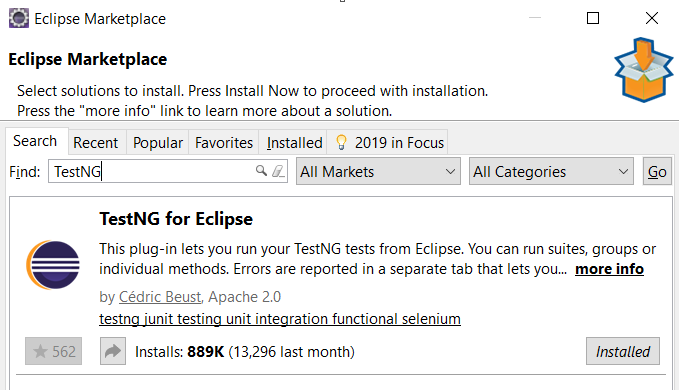 Eclipse Marketplace
Eclipse Marketplace
Select solutions to install. Press Install Now to proceed with installation.
Press the "more info" link to learn more about a solution.
Search Recent Popular Favorites Installed 2019 in Focus
Find: TestNG All Markets All Categories Go
TestNG for Eclipse
This plug-in lets you run your TestNG tests from Eclipse. You can run suites, groups or
individual methods. Errors are reported in a separate tab that lets you... more info
by Cédric Beust, Apache 2.0
testng junit testing unit integration functional selenium
562 Installs: 889K (13,296 last month) Installed